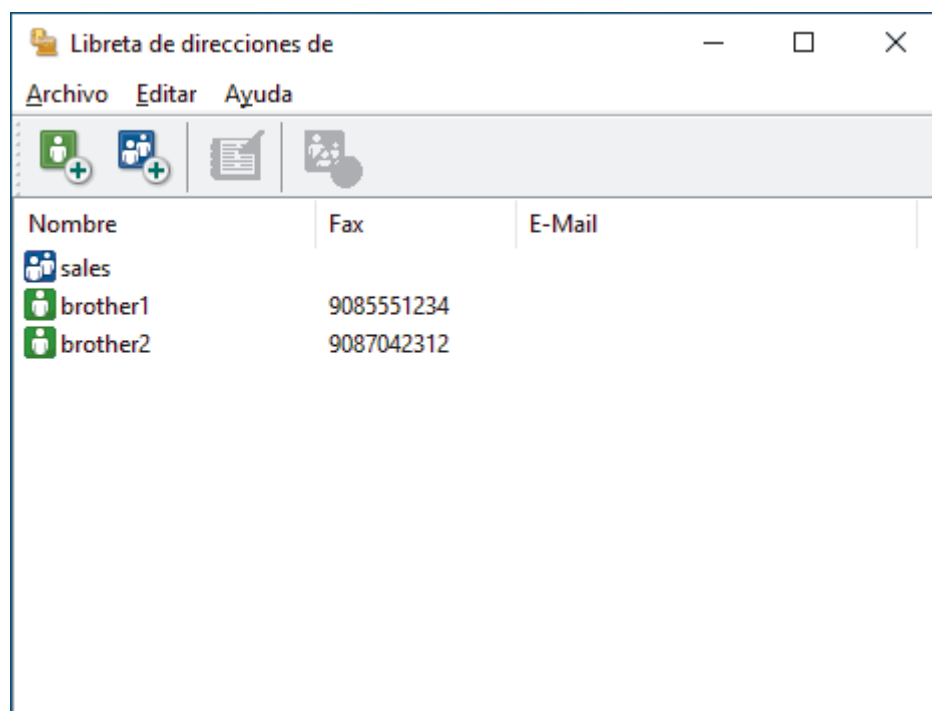 Libreta de direcciones de
Archivo Editar Ayuda
Nombre Fax E-Mail
sales
brother1 9085551234
brother2 9087042312